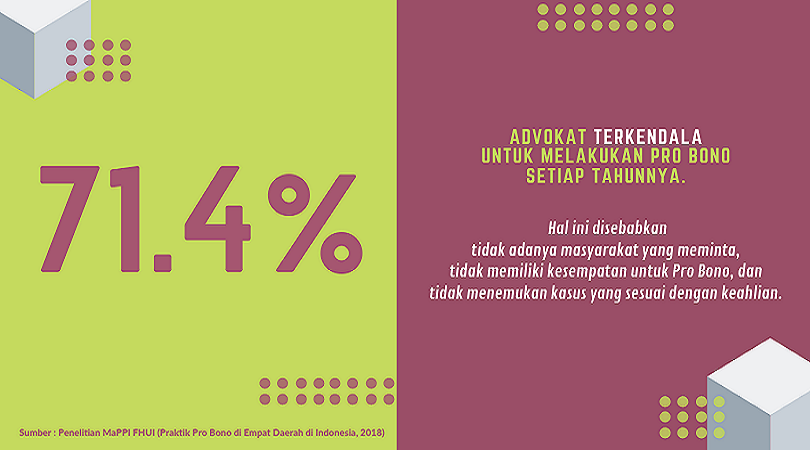 71.4%
ADVOKAT TERKENDALA
UNTUK MELAKUKAN PRO BONO
SETIAP TAHUNNYA.
Hal ini disebabkan
tidak adanya masyarakat yang meminta,
tidak memiliki kesempatan untuk Pro Bono, dan
tidak menemukan kasus yang sesuai dengan keahlian.
Sumber : Penelitian MaPPI FHUI (Praktik Pro Bono di Empat Daerah di Indonesia, 2018)